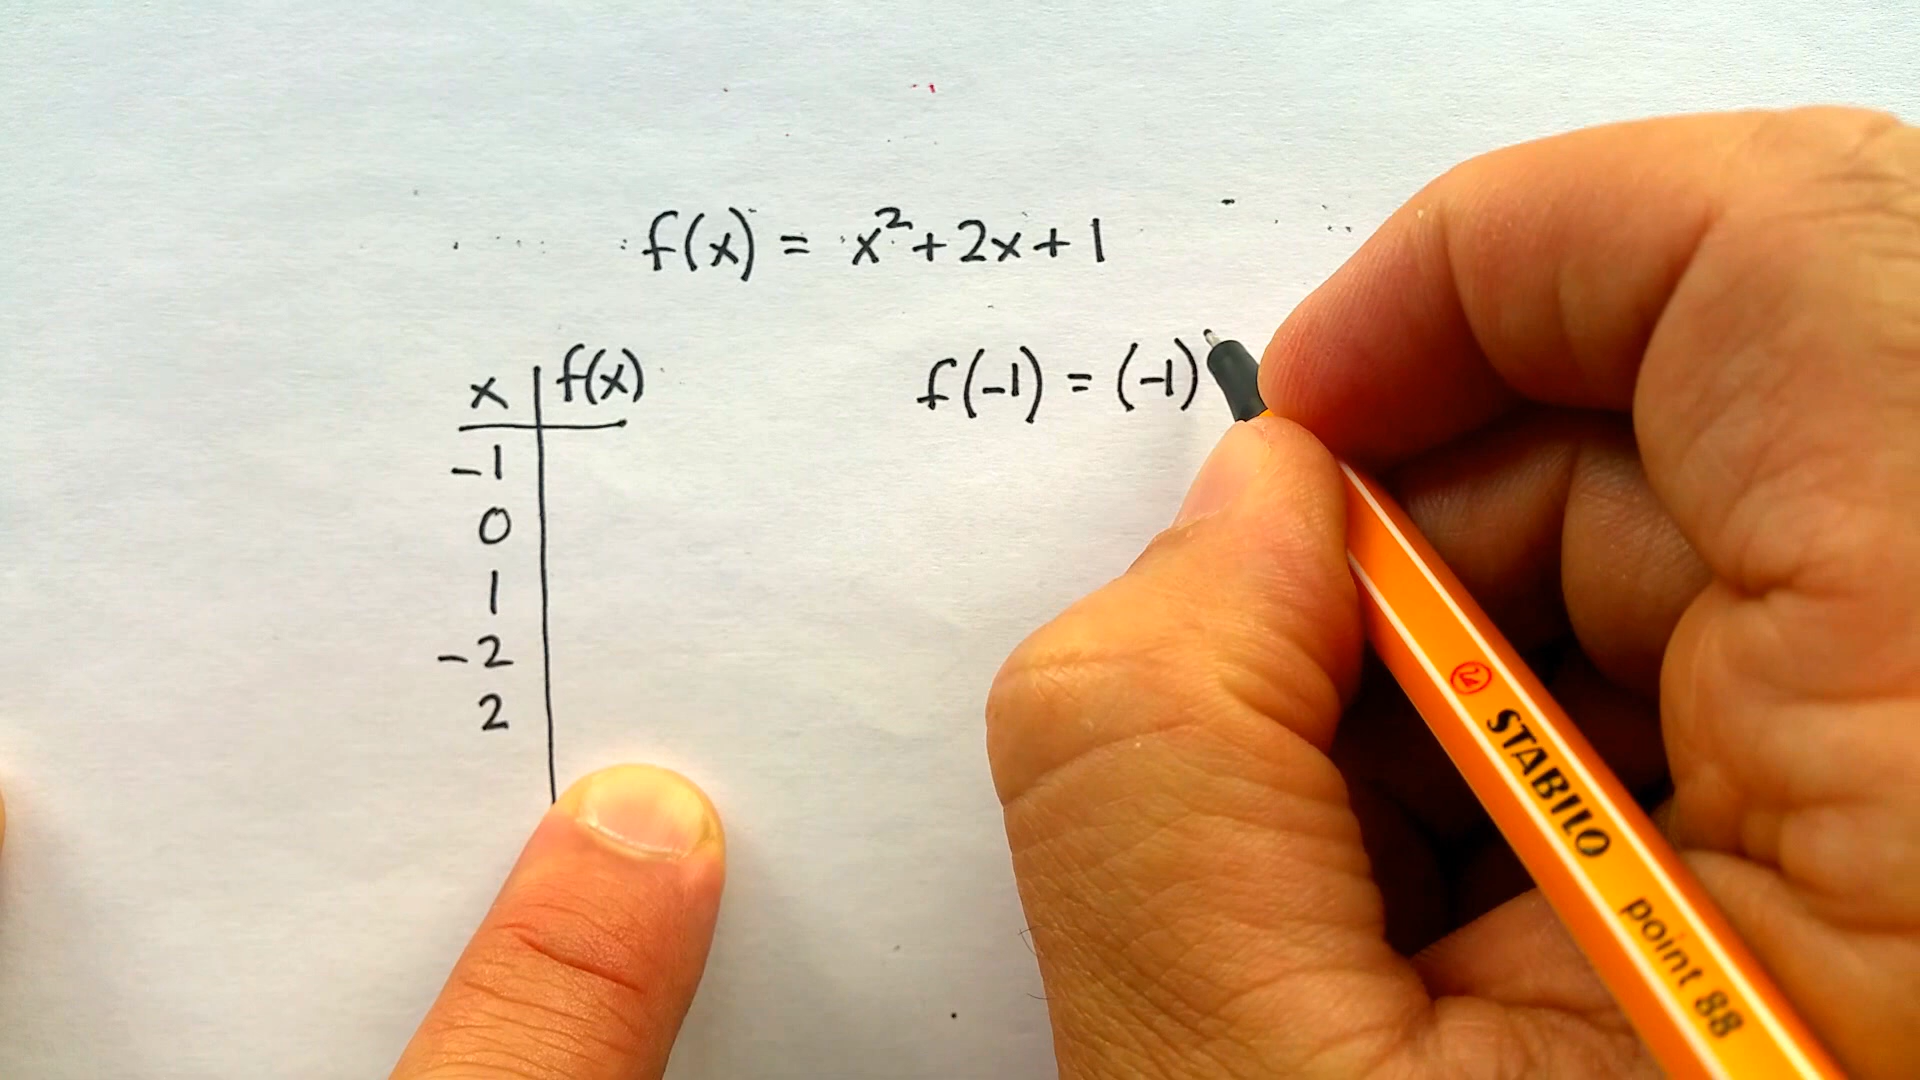 f(x) = x²+2x+1
x f(x)
f(-1) = (-1)
-1
0
1
-2
2
STABILO point 88